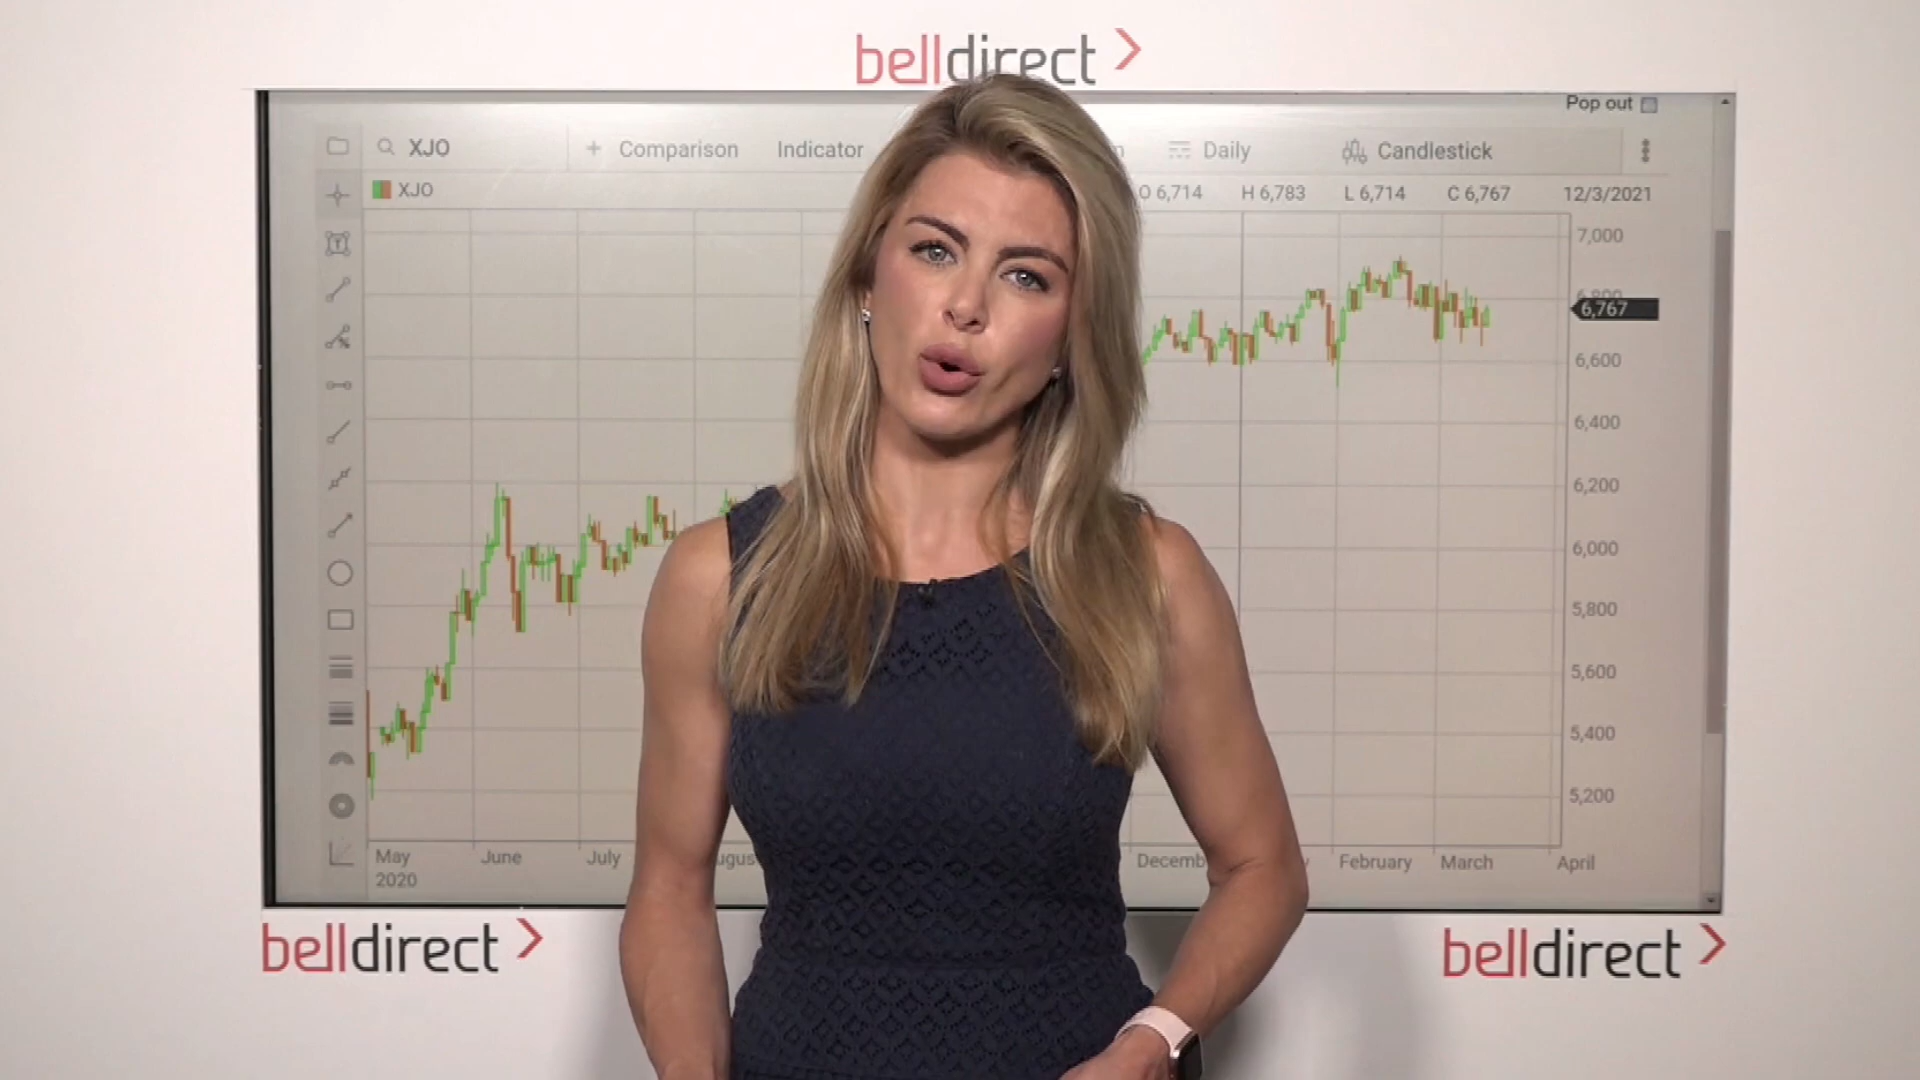 belldirect
Pop out
XJO
+ Comparison
Indicator
Daily
Candlestick
XJO
O 6,714
H 6,783
L 6,714
C 6,767
12/3/2021
7,000
6,800
6,767
6,600
6,400
6,200
6,000
5,800
5,600
5,400
5,200
May
June
July
February
March
April
2020
belldirect
belldirect